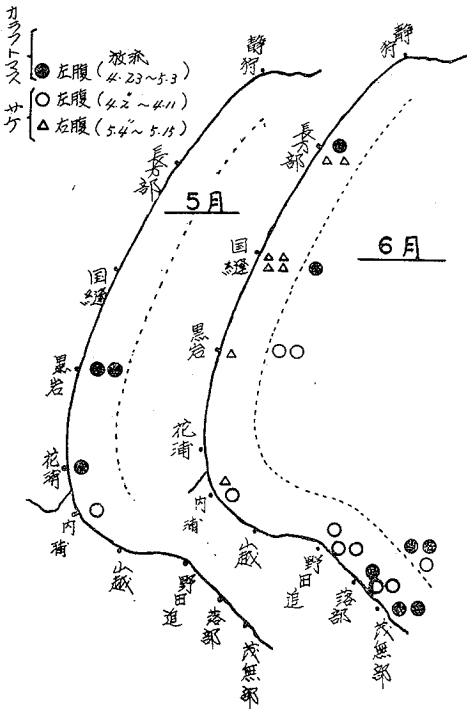 カラフトマス
サケ
放流
左腹 (4.23~5.3)
左腹 (4.2~4.11)
右腹 (5.4~5.15)
5月
静狩
長万部
国縫
黒岩
花浦
内浦
山越
野田追
落部
茂無部
6月
静狩
長万部
国縫
黒岩
花浦
内浦
山越
野田追
落部
茂無部